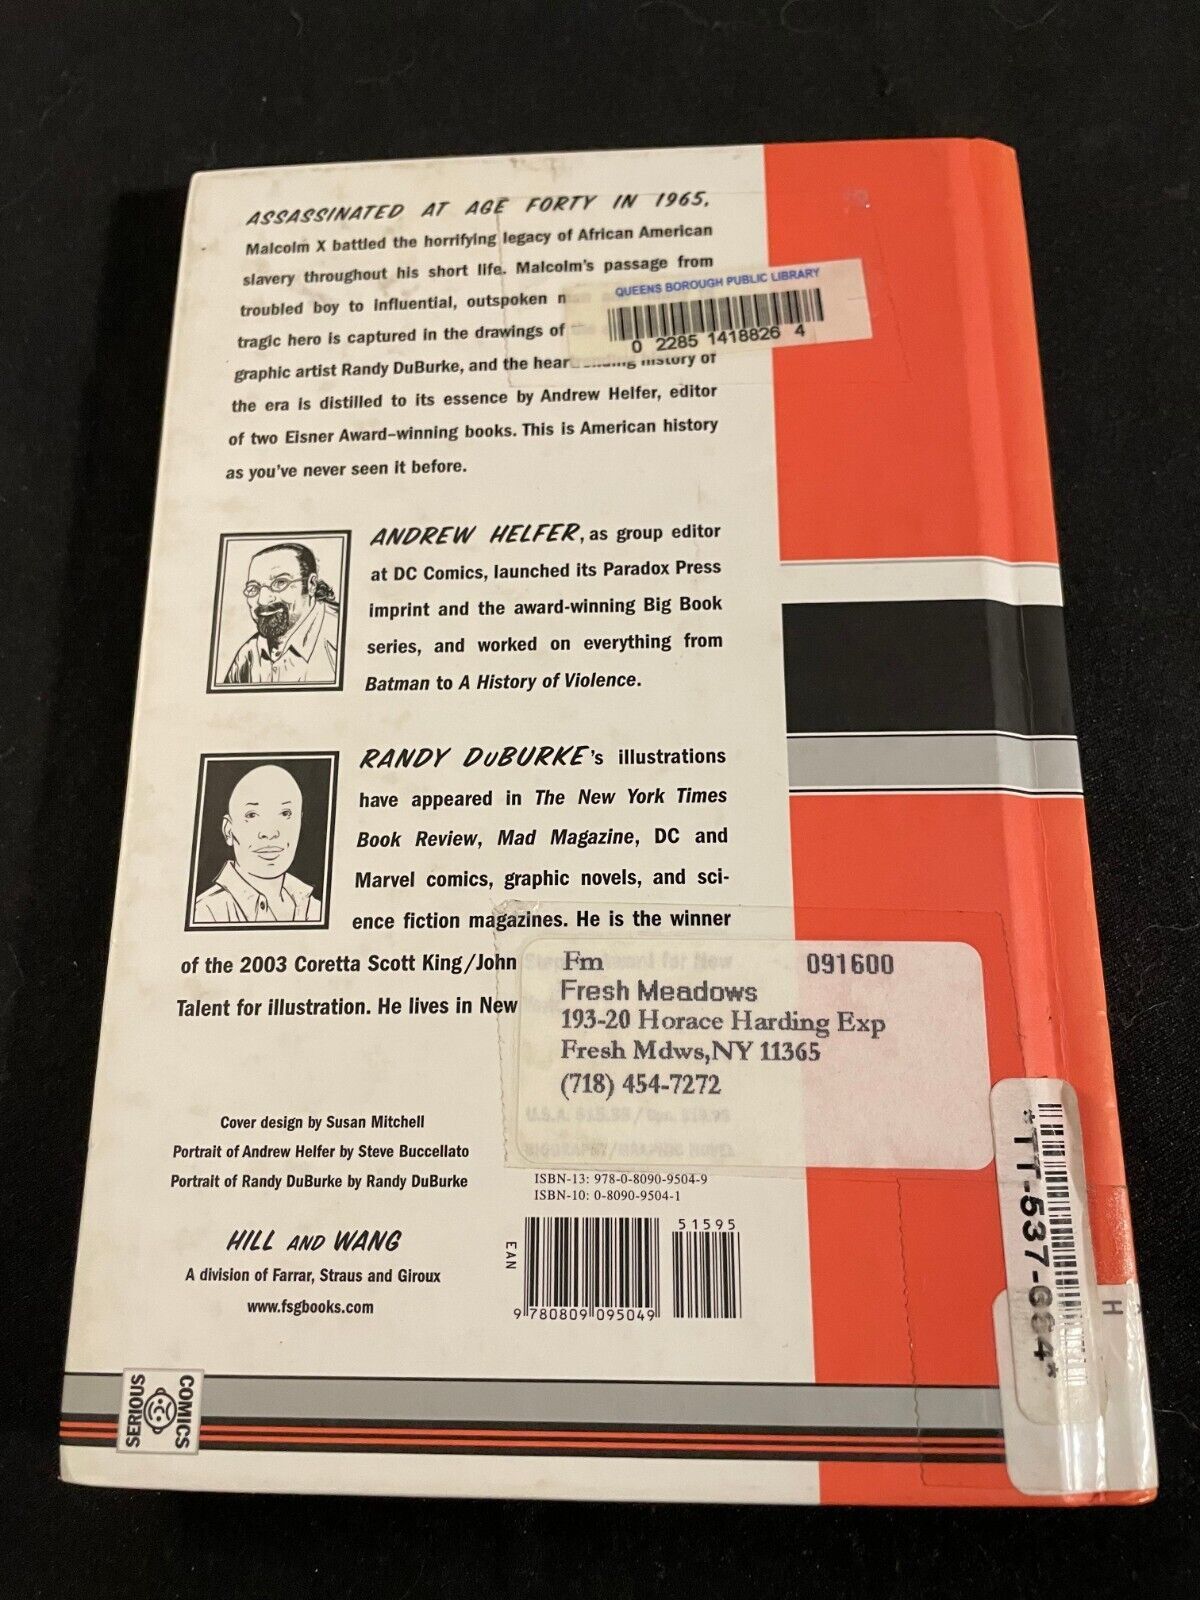 ASSASSINATED AT AGE FORTY IN 1965,
Malcolm X battled the horrifying legacy of African American
slavery throughout his short life. Malcolm's passage from
troubled boy to influential, outspoken
tragic hero is captured in the drawings of
graphic artist Randy DuBurke, and the history of
the era is distilled to its essence by Andrew Helfer, editor
of two Eisner Award–winning books. This is American history
as you've never seen it before.
QUEENS BOROUGH PUBLIC LIBRARY
0 2285 1418826 4
ANDREW HELFER, as group editor
at DC Comics, launched its Paradox Press
imprint and the award-winning Big Book
series, and worked on everything from
Batman to A History of Violence.
RANDY DuBURKE's illustrations
have appeared in The New York Times
Book Review, Mad Magazine, DC and
Marvel comics, graphic novels, and sci-
ence fiction magazines. He is the winner
of the 2003 Coretta Scott King/John
Talent for illustration. He lives in New
Fm 091600
Fresh Meadows
193-20 Horace Harding Exp
Fresh Mdws,NY 11365
(718) 454-7272
U.S.A.
Cover design by Susan Mitchell
Portrait of Andrew Helfer by Steve Buccellato
Portrait of Randy DuBurke by Randy DuBurke
HILL AND WANG
A division of Farrar, Straus and Giroux
www.fsgbooks.com
ISBN-13: 978-0-8090-9504-9
ISBN-10: 0-8090-9504-1
51595
EAN
9 780809 095049
SERIOUS
COMICS
*TT-537-684*
H